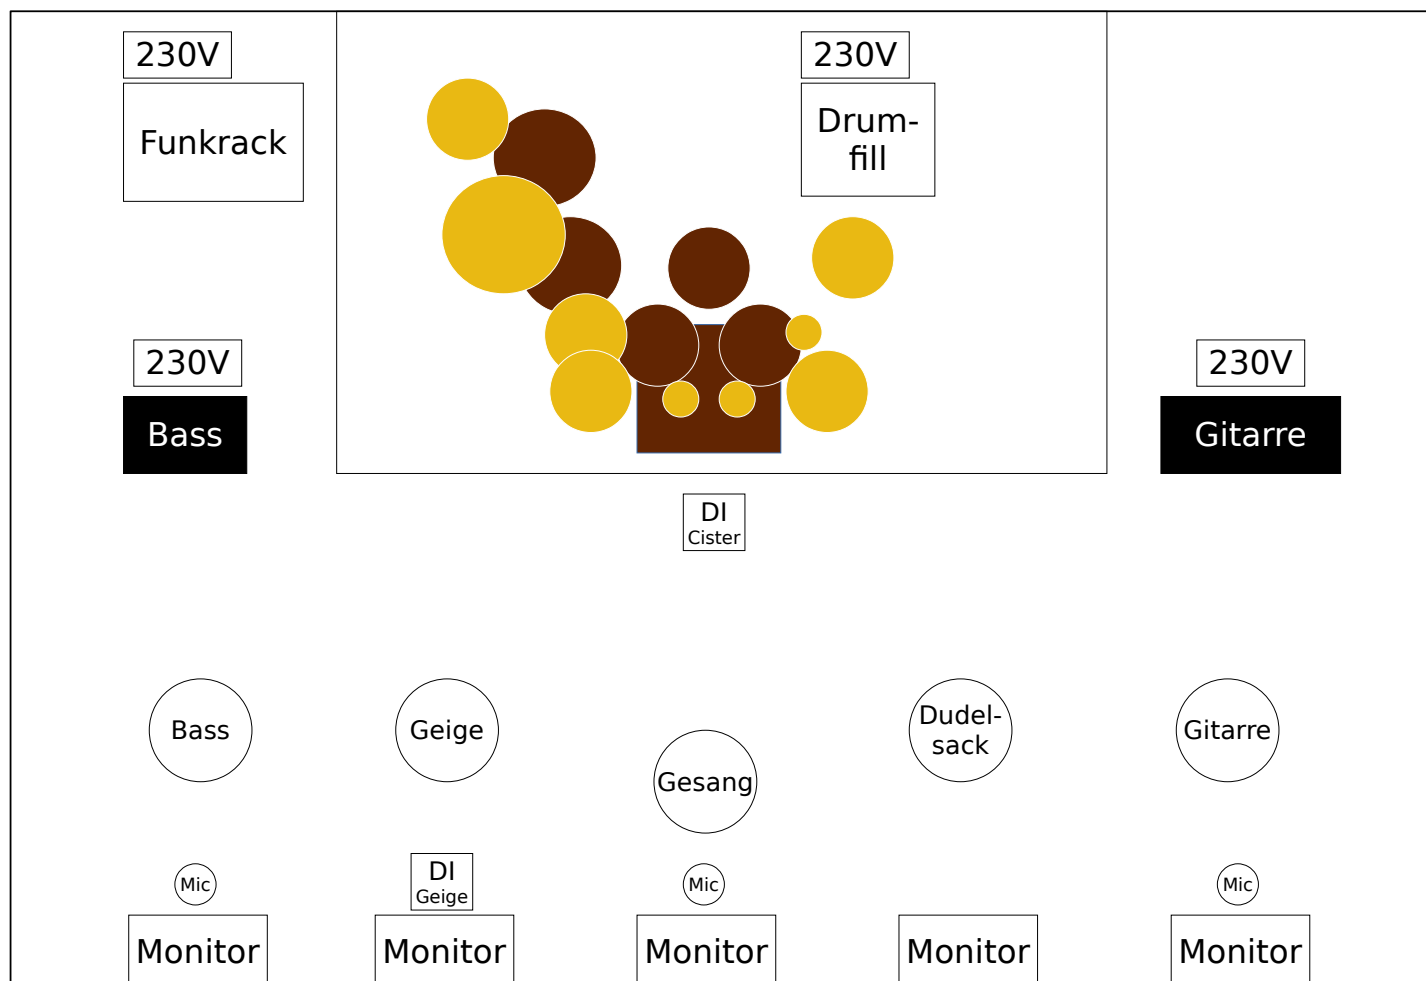 230V
230V
Funkrack
Drum-
fill
230V
230V
Bass
Gitarre
DI
Cister
Bass
Geige
Gesang
Dudel-
sack
Gitarre
Mic
DI
Geige
Mic
Mic
Monitor
Monitor
Monitor
Monitor
Monitor